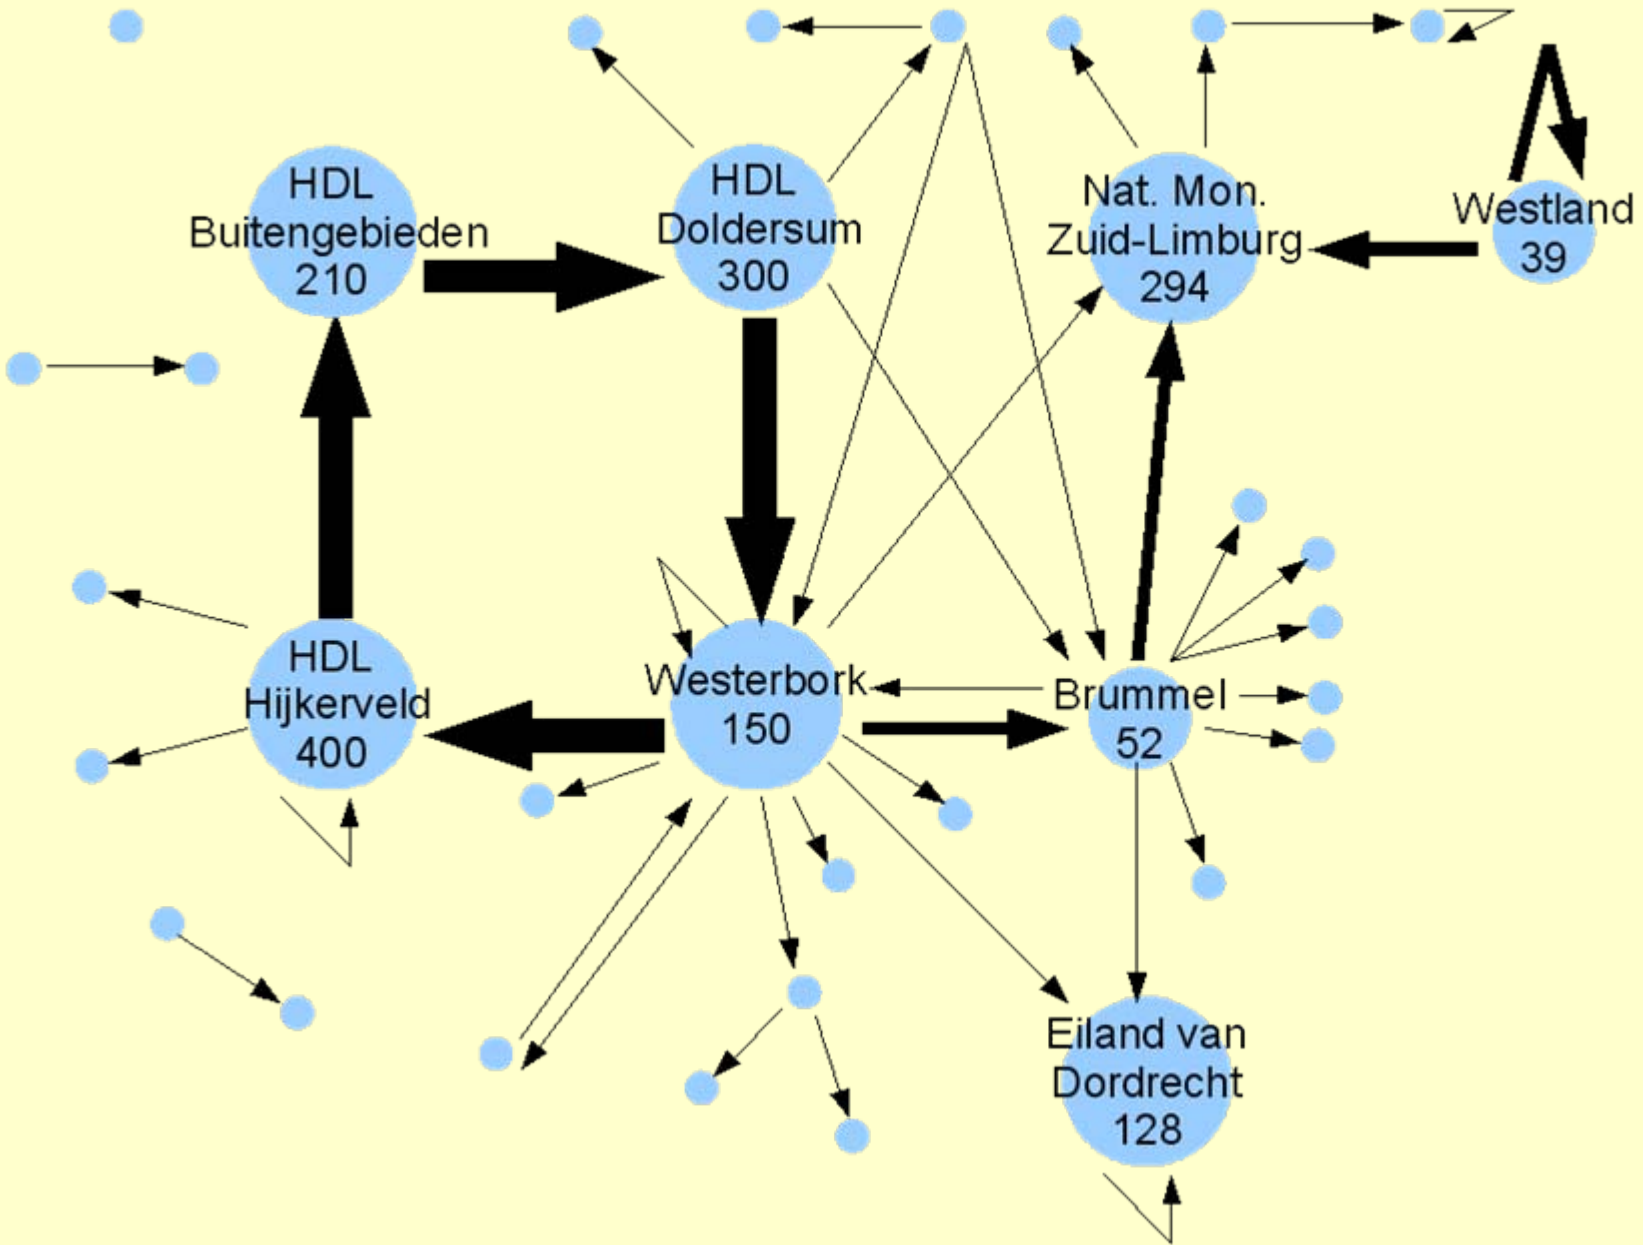 HDL
Buitengebieden
210
HDL
Doldersum
300
Nat. Mon.
Zuid-Limburg
294
Westland
39
HDL
Hijkerveld
400
Westerbork
150
Brummel
52
Eiland van
Dordrecht
128